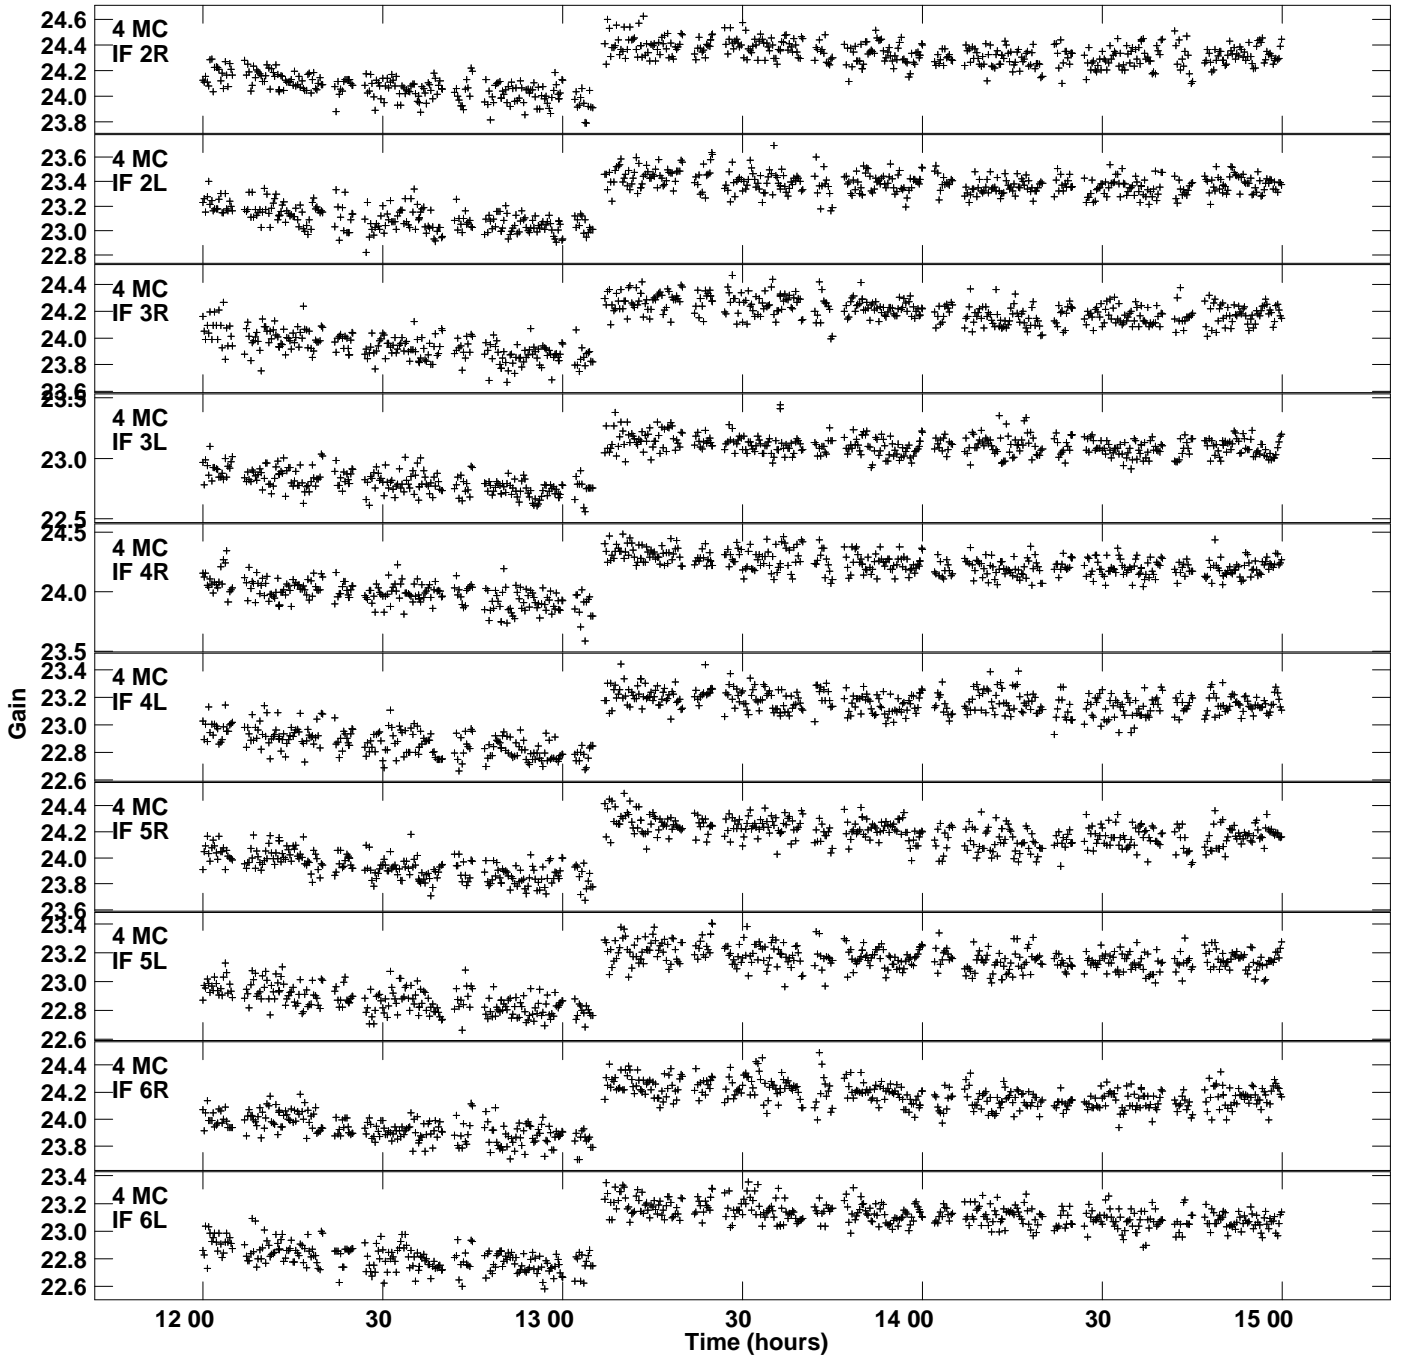 24.6
24.4
24.2
24.0
23.8
4 MC
IF 2R
23.6
23.4
23.2
23.0
22.8
4 MC
IF 2L
24.4
24.2
24.0
23.8
23.6
4 MC
IF 3R
23.5
23.0
22.5
4 MC
IF 3L
24.5
24.0
23.5
4 MC
IF 4R
23.4
23.2
23.0
22.8
22.6
4 MC
IF 4L
24.4
24.2
24.0
23.8
23.6
4 MC
IF 5R
23.4
23.2
23.0
22.8
22.6
4 MC
IF 5L
24.4
24.2
24.0
23.8
4 MC
IF 6R
23.4
23.2
23.0
22.8
22.6
4 MC
IF 6L
Gain
12 00 30 13 00 30 14 00 30 15 00
Time (hours)